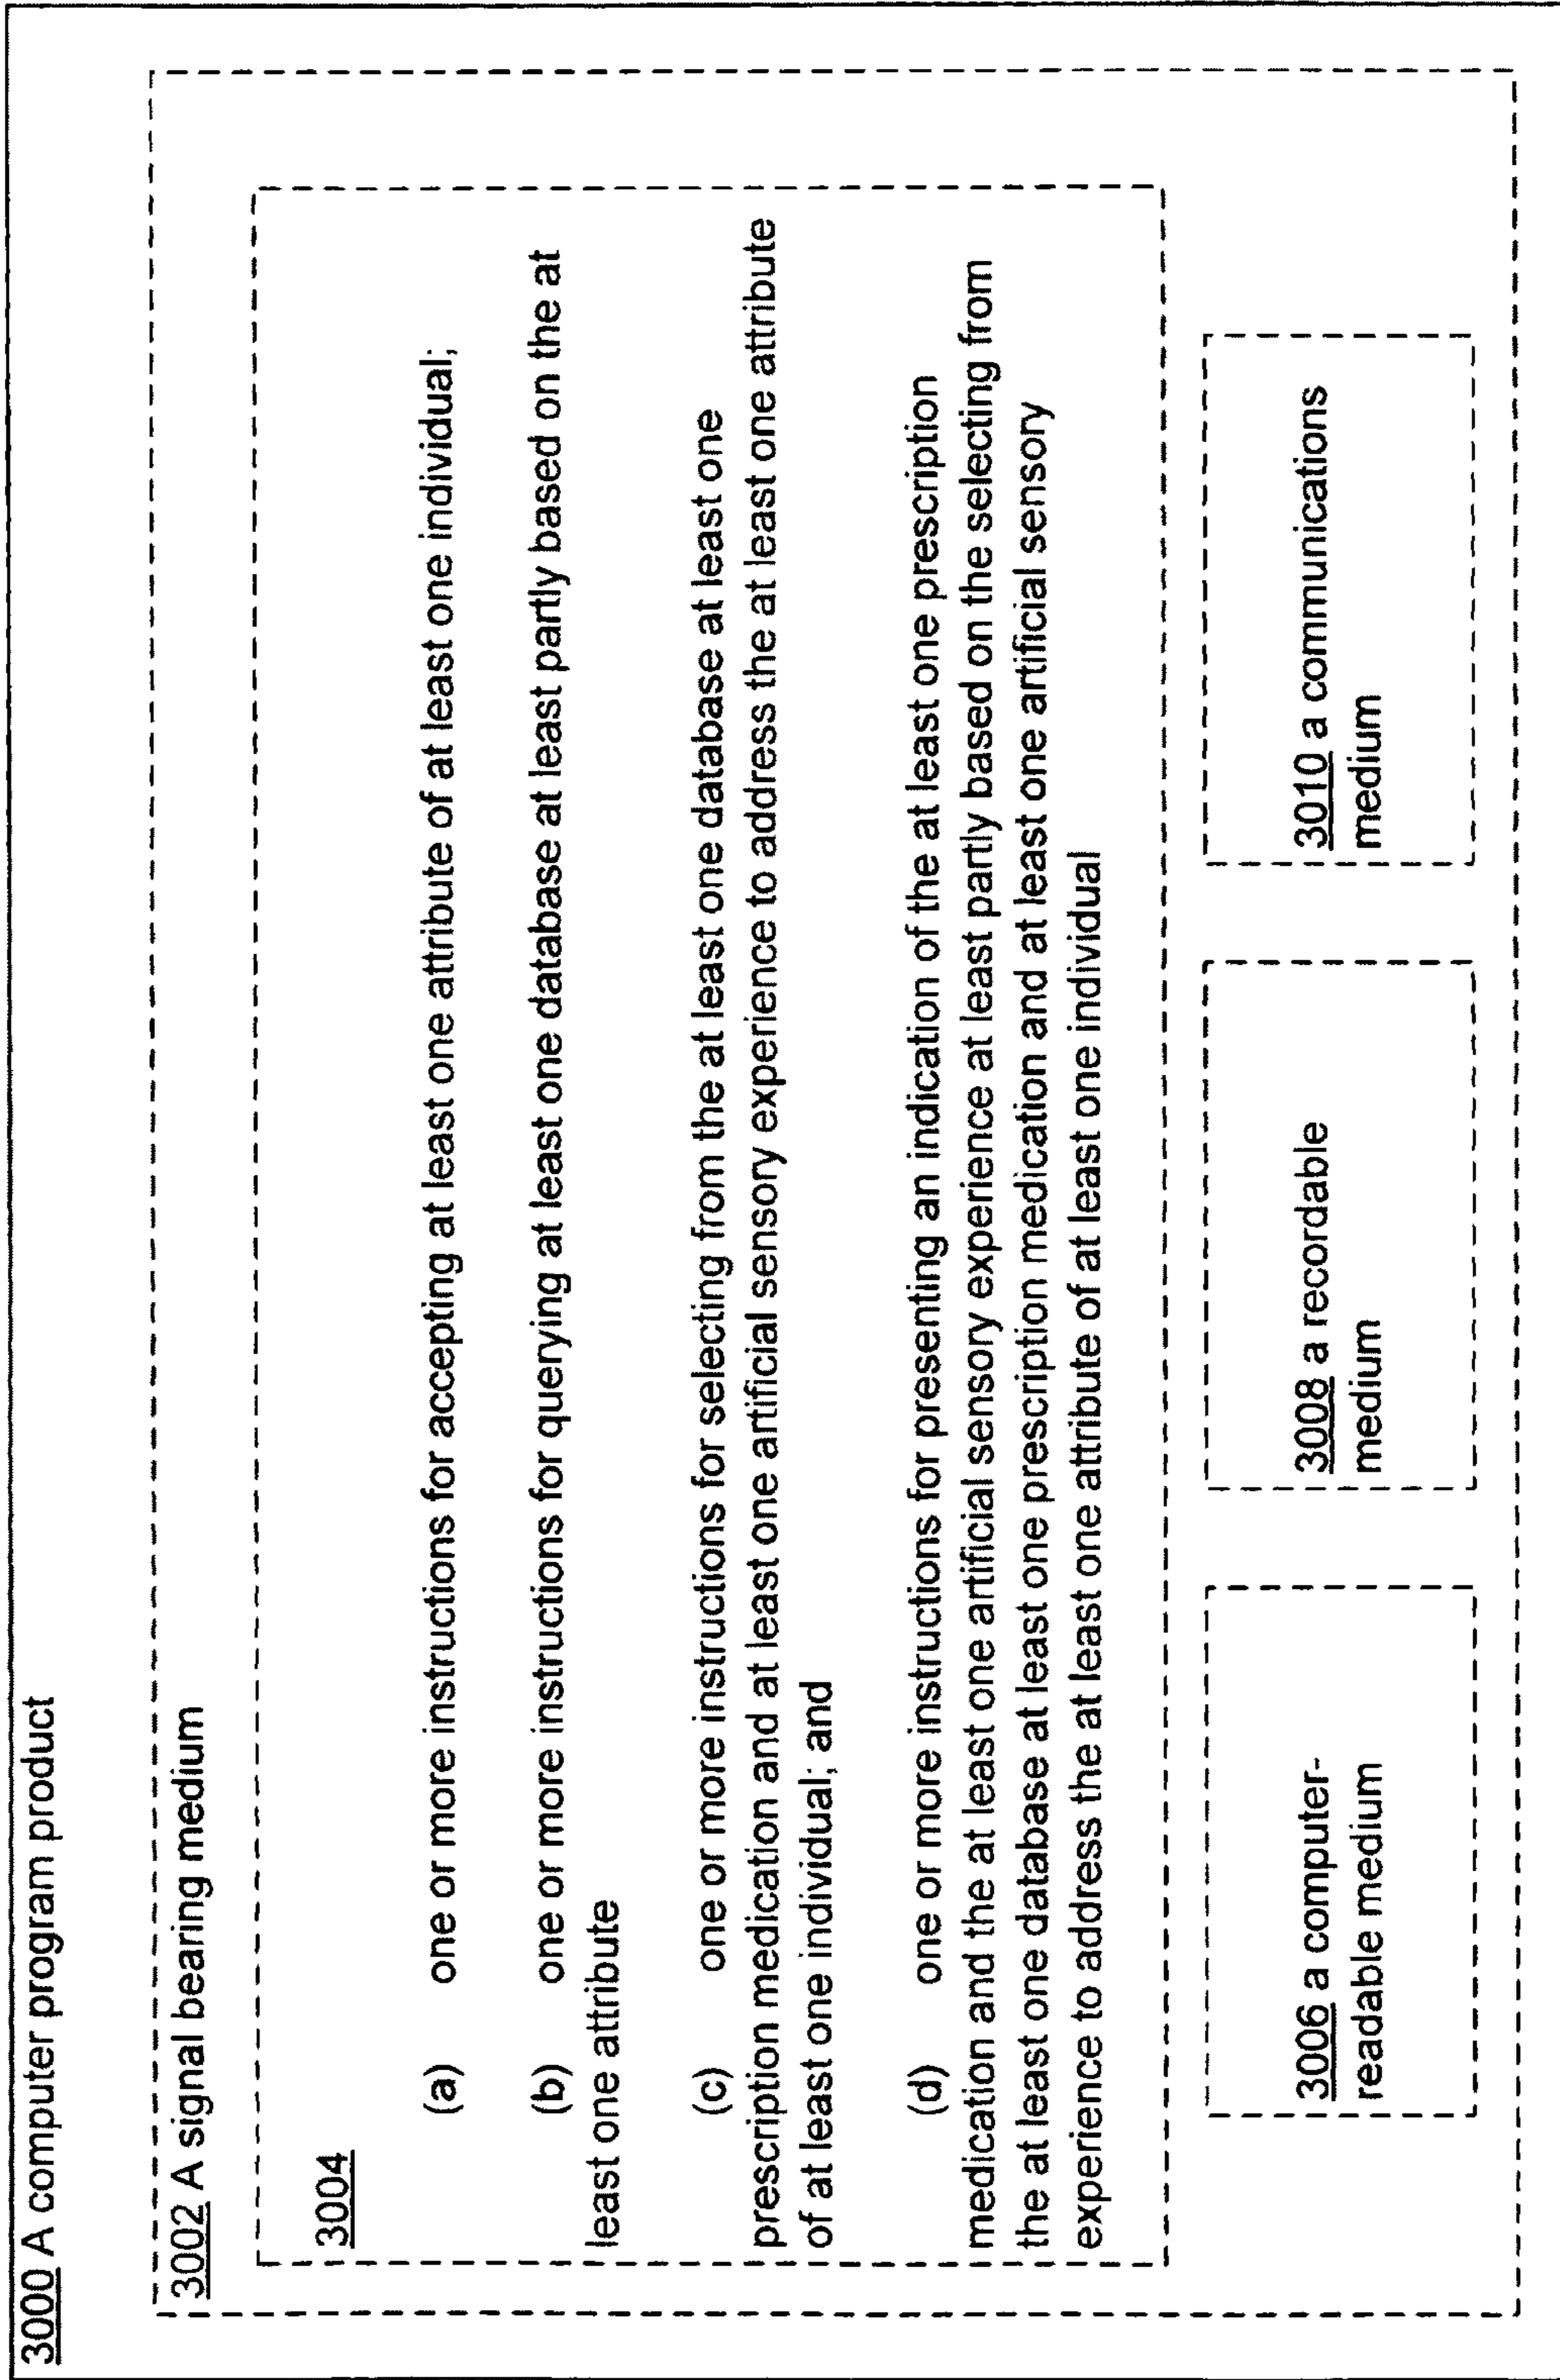 3000 A computer program product
3002 A signal bearing medium
3004
(a) one or more instructions for accepting at least one attribute of at least one individual;
(b) one or more instructions for querying at least one database at least partly based on the at
least one attribute
(c) one or more instructions for selecting from the at least one database at least one
prescription medication and at least one artificial sensory experience to address the at least one attribute
of at least one individual; and
(d) one or more instructions for presenting an indication of the at least one prescription
medication and the at least one artificial sensory experience at least partly based on the selecting from
the at least one database at least one prescription medication and at least one artificial sensory
experience to address the at least one attribute of at least one individual
3006 a computer-
readable medium
3008 a recordable
medium
3010 a communications
medium